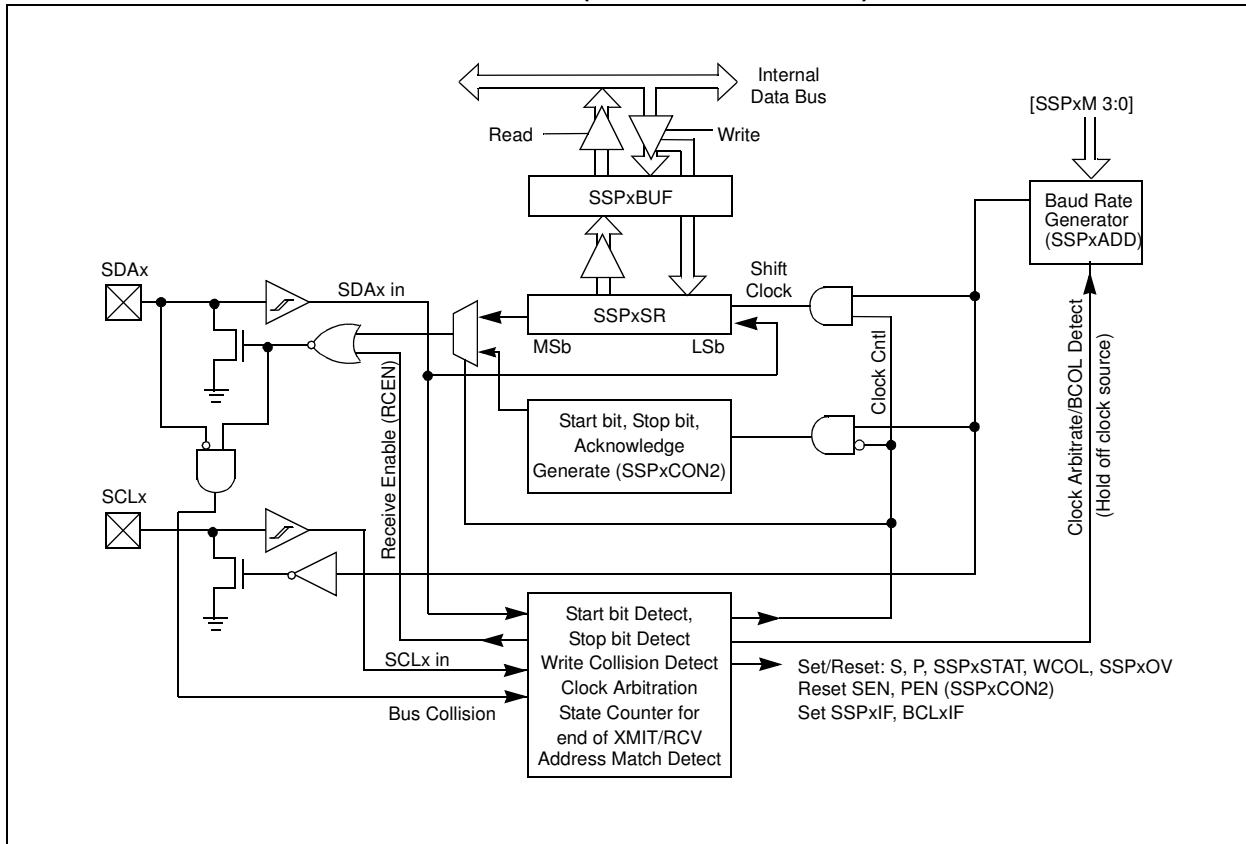 Internal
Data Bus
[SSPxM 3:0]
Read
Write
SSPxBUF
Baud Rate
Generator
(SSPxADD)
SDAx
SDAx in
Shift
Clock
SSPxSR
MSb
LSb
Receive Enable (RCEN)
Start bit, Stop bit,
Acknowledge
Generate (SSPxCON2)
Clock Cntl
Clock Arbitrate/BCOL Detect
(Hold off clock source)
SCLx
SCLx in
Bus Collision
Start bit Detect,
Stop bit Detect
Write Collision Detect
Clock Arbitration
State Counter for
end of XMIT/RCV
Address Match Detect
Set/Reset: S, P, SSPxSTAT, WCOL, SSPxOV
Reset SEN, PEN (SSPxCON2)
Set SSPxIF, BCLxIF